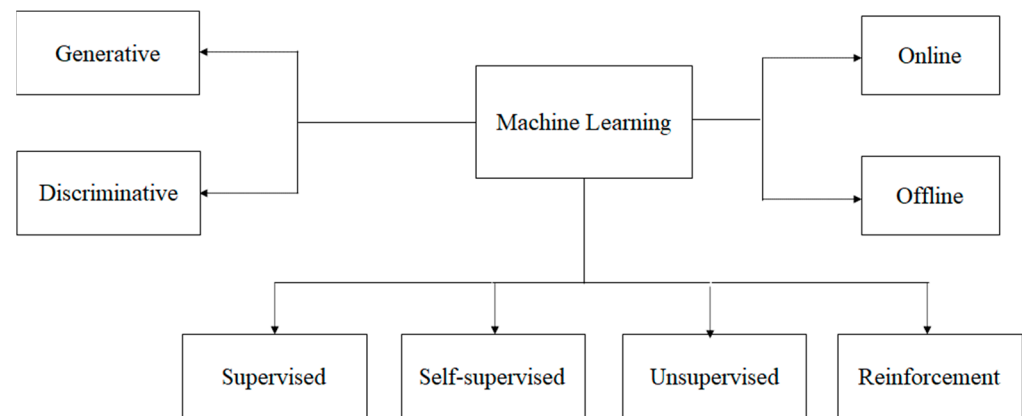 Generative
Online
Machine Learning
Discriminative
Offline
Supervised
Self-supervised
Unsupervised
Reinforcement